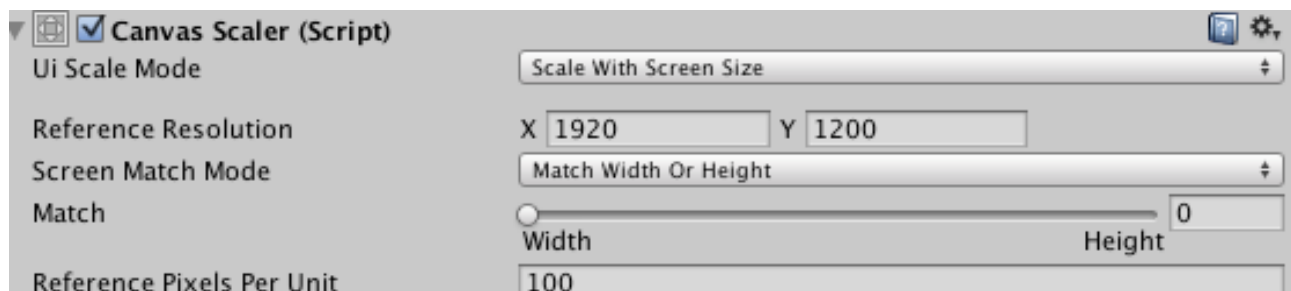 Canvas Scaler (Script)
Ui Scale Mode Scale With Screen Size
Reference Resolution X 1920 Y 1200
Screen Match Mode Match Width Or Height
Match 0
Width Height
Reference Pixels Per Unit 100